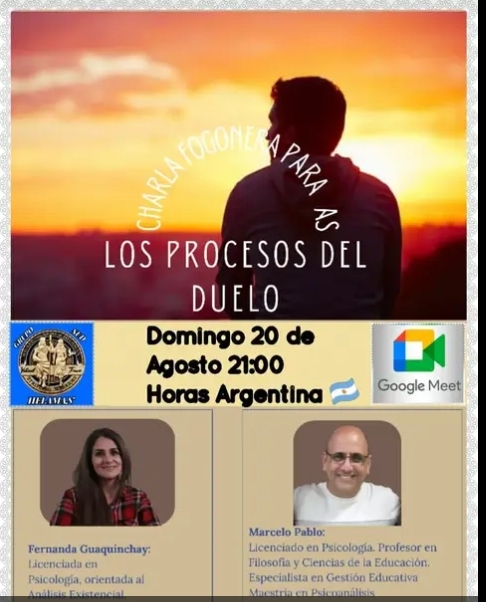 CHARLA FOGONERA PARA AS
LOS PROCESOS DEL
DUELO
GRUPO
HEPAMAS
Domingo 20 de
Agosto 21:00
Horas Argentina
Google Meet
Fernanda Guaquinchay:
Licenciada en
Psicología, orientada al
Análisis Existencial
Marcelo Pablo:
Licenciado en Psicología. Profesor en
Filosofía y Ciencias de la Educación.
Especialista en Gestión Educativa
Maestría en Psicoanálisis